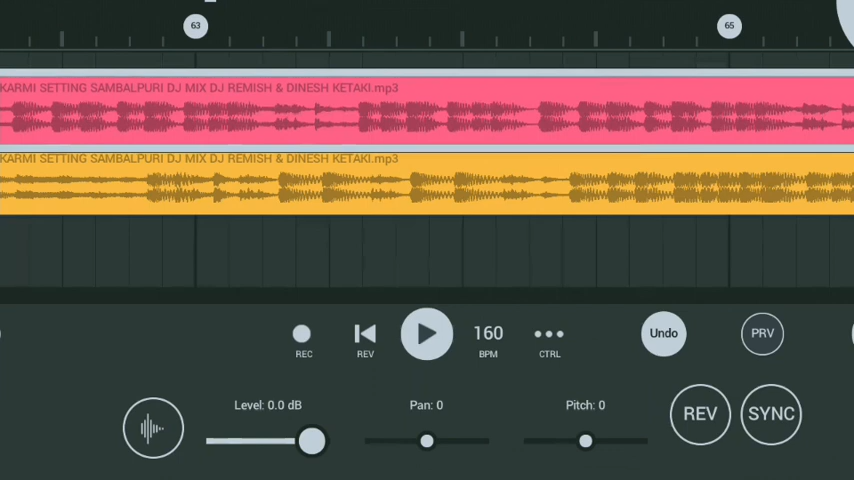 63 65
KARMI SETTING SAMBALPURI DJ MIX DJ REMISH & DINESH KETAKI.mp3
KARMI SETTING SAMBALPURI DJ MIX DJ REMISH & DINESH KETAKI.mp3
160 Undo PRV
REC REV BPM CTRL
Level: 0.0 dB Pan: 0 Pitch: 0
REV SYNC